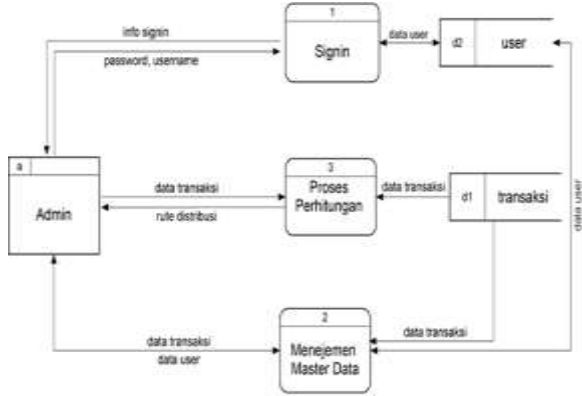 1
Signin
info signin
password, username
data user
d2 user
a
Admin
3
Proses
Perhitungan
data transaksi
rute distribusi
data transaksi
d1 transaksi
data user
2
Menejemen
Master Data
data transaksi
data user
data transaksi